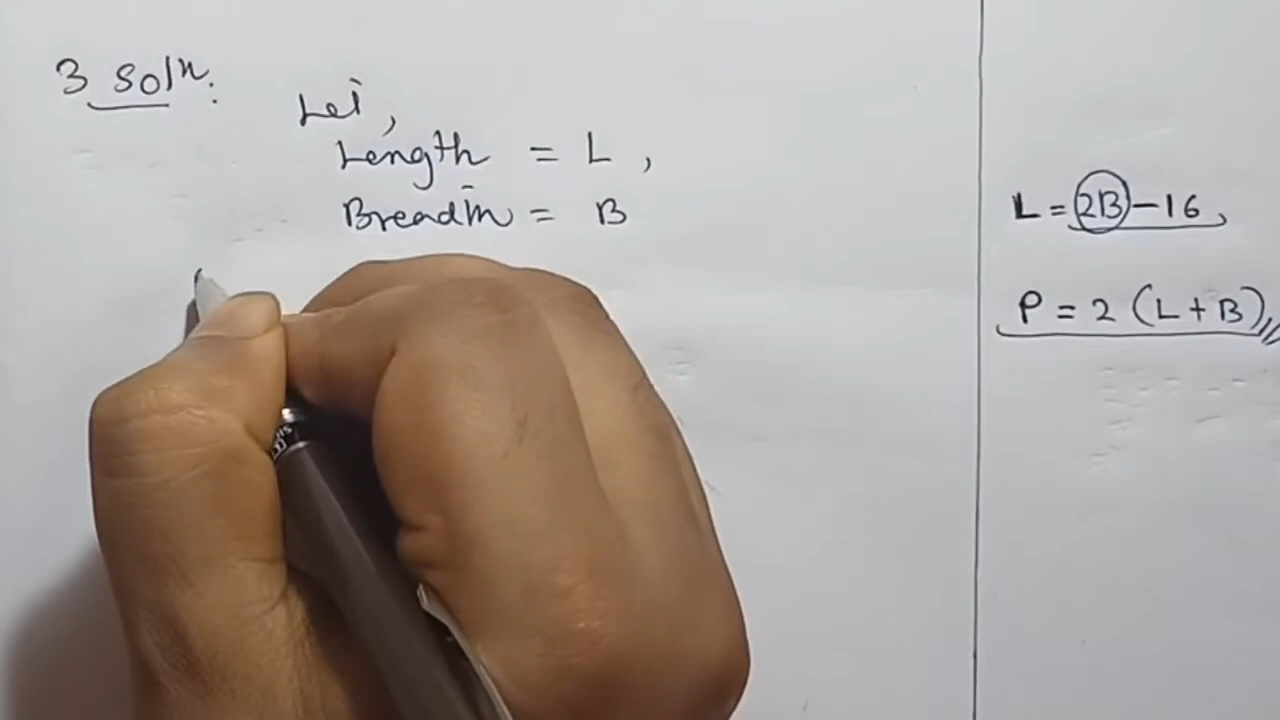 3 Soln:
Let,
Length = L,
Breadth = B
L = 2B - 16,
P = 2 (L + B),,